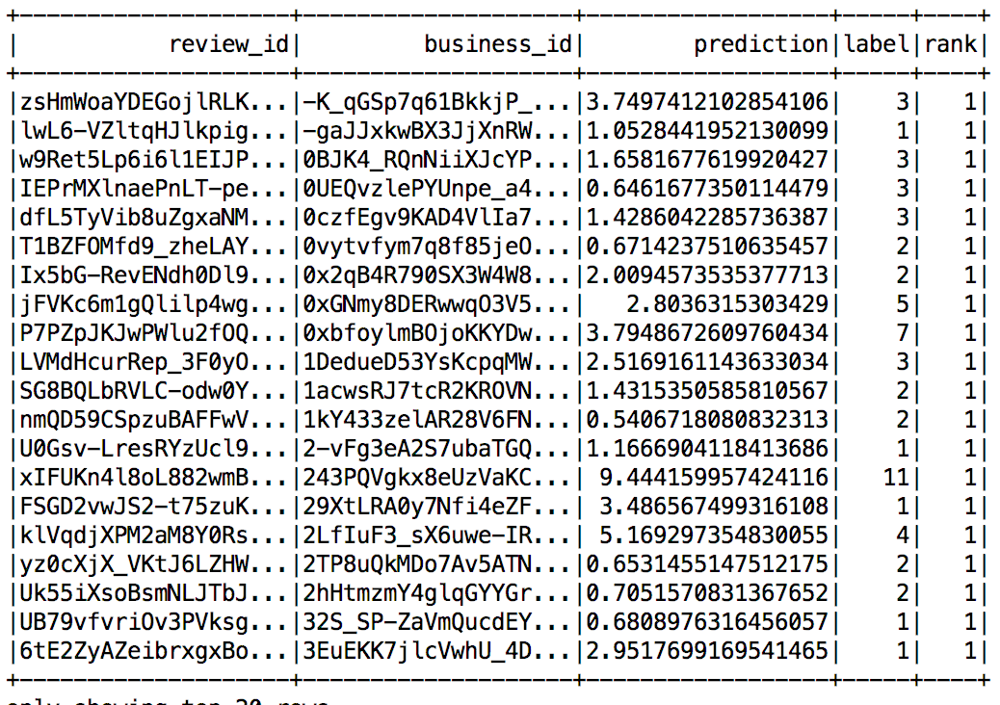 +--------------------+--------------------+------------------+-----+----+
|           review_id|         business_id|        prediction|label|rank|
+--------------------+--------------------+------------------+-----+----+
|zsHmWoaYDEGojlRLK...|-K_qGSp7q61BkkjP_...|3.7497412102854106|    3|   1|
|lwL6-VZltqHJlkpig...|-gaJJxkwBX3JjXnRW...|1.0528441952130099|    1|   1|
|w9Ret5Lp6i6l1EIJP...|0BJK4_RQnNiiXJcYP...|1.6581677619920427|    3|   1|
|IEPrMXlnaePnLT-pe...|0UEQvzlePYUnpe_a4...|0.6461677350114479|    3|   1|
|dfL5TyVib8uZgxaNM...|0czfEgv9KAD4VlIa7...|1.4286042285736387|    3|   1|
|T1BZFOMfd9_zheLAY...|0vytvfym7q8f85jeO...|0.6714237510635457|    2|   1|
|Ix5bG-RevENdh0Dl9...|0x2qB4R790SX3W4W8...|2.0094573535377713|    2|   1|
|jFVKc6m1gQlilp4wg...|0xGNmy8DERwwqO3V5...|   2.8036315303429|    5|   1|
|P7PZpJKJwPWlu2fOQ...|0xbfoylmBOjoKKYDw...|3.7948672609760434|    7|   1|
|LVMdHcurRep_3F0yO...|1DedueD53YsKcpqMW...|2.5169161143633034|    3|   1|
|SG8BQLbRVLC-odw0Y...|1acwsRJ7tcR2KROVN...|1.4315350585810567|    2|   1|
|nmQD59CSpzuBAFFwV...|1kY433zelAR28V6FN...|0.5406718080832313|    2|   1|
|U0Gsv-LresRYzUcl9...|2-vFg3eA2S7ubaTGQ...|1.1666904118413686|    1|   1|
|xIFUKn4l8oL882wmB...|243PQVgkx8eUzVaKC...| 9.444159957424116|   11|   1|
|FSGD2vwJS2-t75zuK...|29XtLRA0y7Nfi4eZF...| 3.486567499316108|    1|   1|
|klVqdjXPM2aM8Y0Rs...|2LfIuF3_sX6uwe-IR...| 5.169297354830055|    4|   1|
|yz0cXjX_VKtJ6LZHW...|2TP8uQkMDo7Av5ATN...|0.6531455147512175|    2|   1|
|Uk55iXsoBsmNLJTbJ...|2hHtmzmY4glqGYYGr...|0.7051570831367652|    2|   1|
|UB79vfvriOv3PVksg...|32S_SP-ZaVmQucdEY...|0.6808976316456057|    1|   1|
|6tE2ZyAZeibrxgxBo...|3EuEKK7jlcVwhU_4D...|2.9517699169541465|    1|   1|
+--------------------+--------------------+------------------+-----+----+
only showing top 20 rows